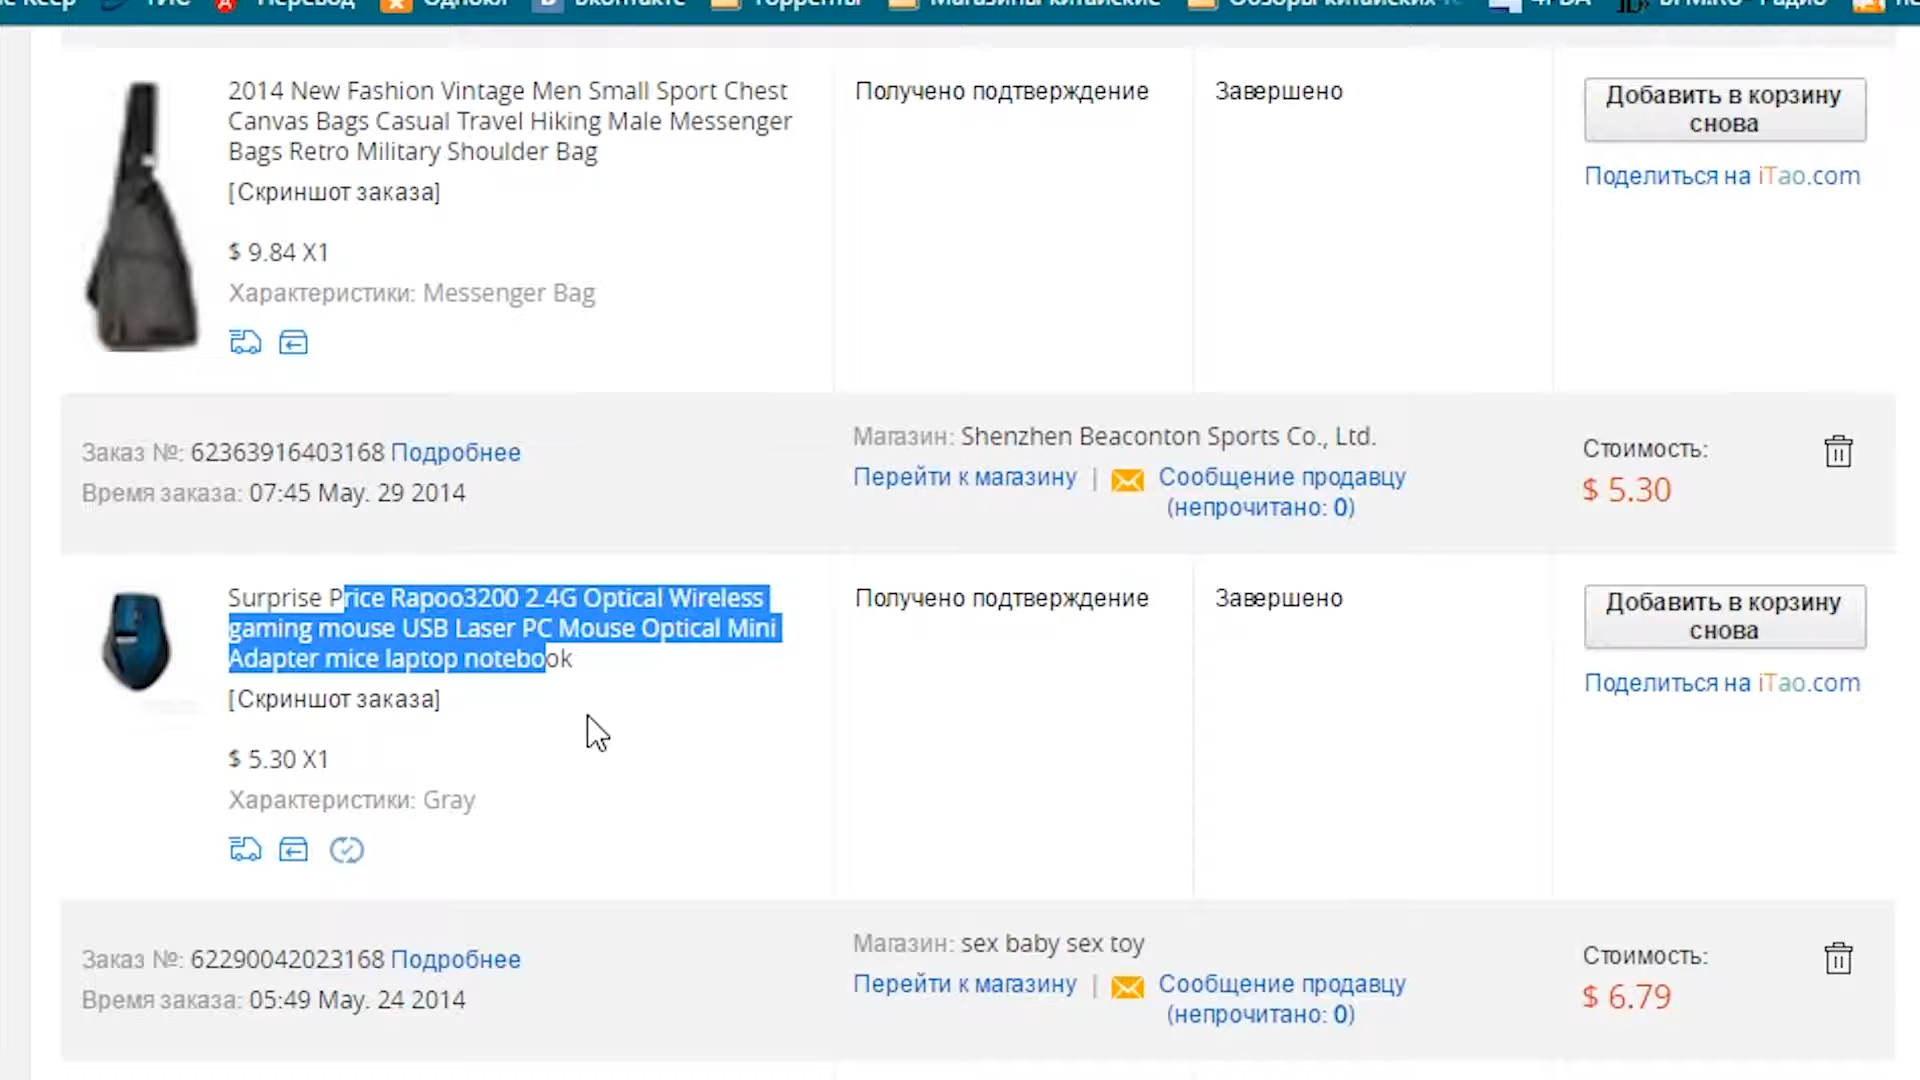 2014 New Fashion Vintage Men Small Sport Chest
Canvas Bags Casual Travel Hiking Male Messenger
Bags Retro Military Shoulder Bag
[Скриншот заказа]
$ 9.84 X1
Характеристики: Messenger Bag
Получено подтверждение
Завершено
Добавить в корзину
снова
Поделиться на iTao.com
Заказ №: 62363916403168 Подробнее
Время заказа: 07:45 May. 29 2014
Магазин: Shenzhen Beaconton Sports Co., Ltd.
Перейти к магазину | Сообщение продавцу
(непрочитано: 0)
Стоимость:
$ 5.30
Surprise Price Rapoo3200 2.4G Optical Wireless
gaming mouse USB Laser PC Mouse Optical Mini
Adapter mice laptop notebook
[Скриншот заказа]
$ 5.30 X1
Характеристики: Gray
Получено подтверждение
Завершено
Добавить в корзину
снова
Поделиться на iTao.com
Заказ №: 62290042023168 Подробнее
Время заказа: 05:49 May. 24 2014
Магазин: sex baby sex toy
Перейти к магазину | Сообщение продавцу
(непрочитано: 0)
Стоимость:
$ 6.79